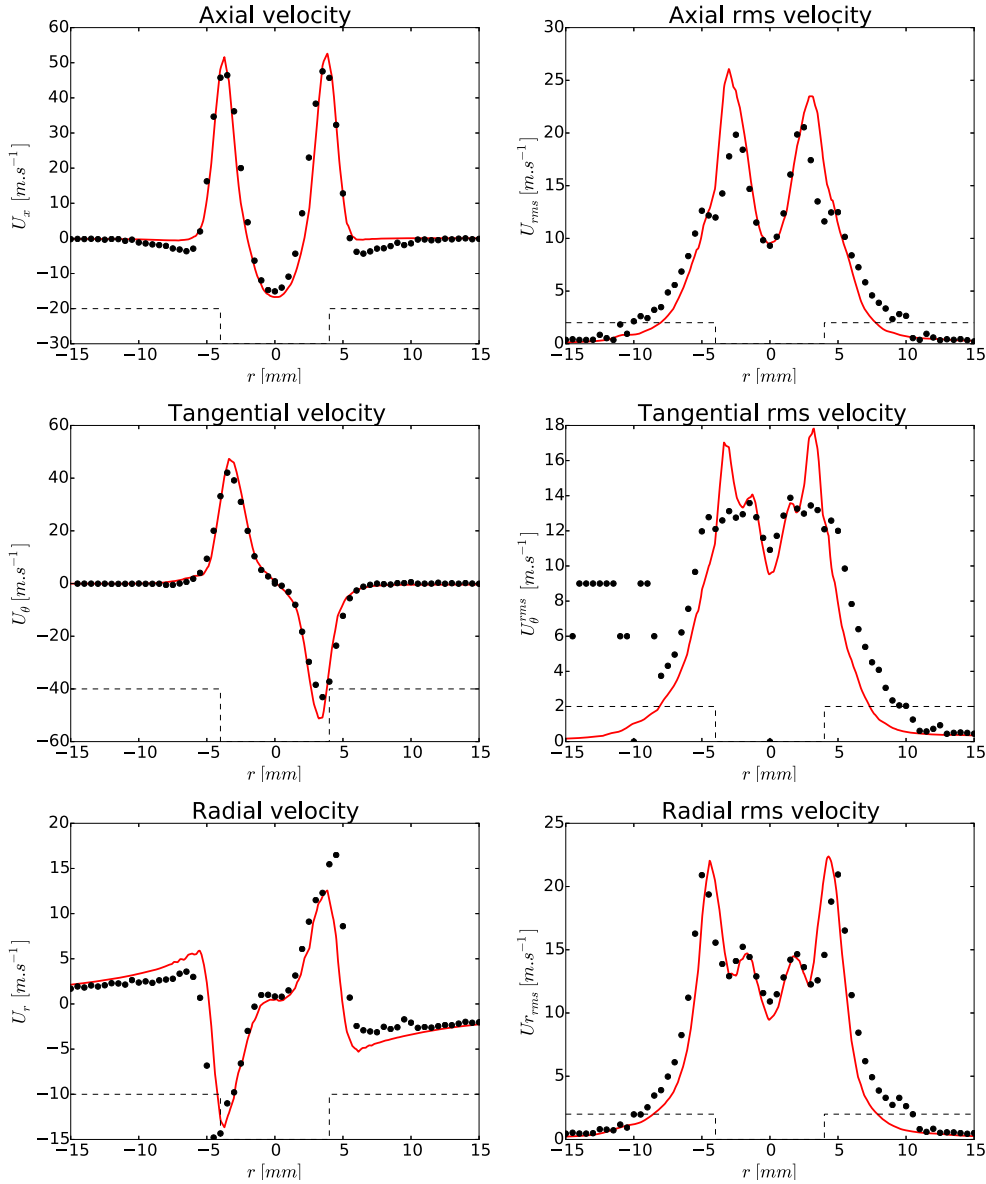 Axial velocity
60
50
40
30
20
10
0
−10
−20
−30
U_x [m.s^{-1}]
−15 −10 −5 0 5 10 15
r [mm]
Axial rms velocity
30
25
20
15
10
5
0
U_{rms} [m.s^{-1}]
−15 −10 −5 0 5 10 15
r [mm]
Tangential velocity
60
40
20
0
−20
−40
−60
U_θ [m.s^{-1}]
−15 −10 −5 0 5 10 15
r [mm]
Tangential rms velocity
18
16
14
12
10
8
6
4
2
0
U_θ^{rms} [m.s^{-1}]
−15 −10 −5 0 5 10 15
r [mm]
Radial velocity
20
15
10
5
0
−5
−10
−15
U_r [m.s^{-1}]
−15 −10 −5 0 5 10 15
r [mm]
Radial rms velocity
25
20
15
10
5
0
Ur_{rms} [m.s^{-1}]
−15 −10 −5 0 5 10 15
r [mm]